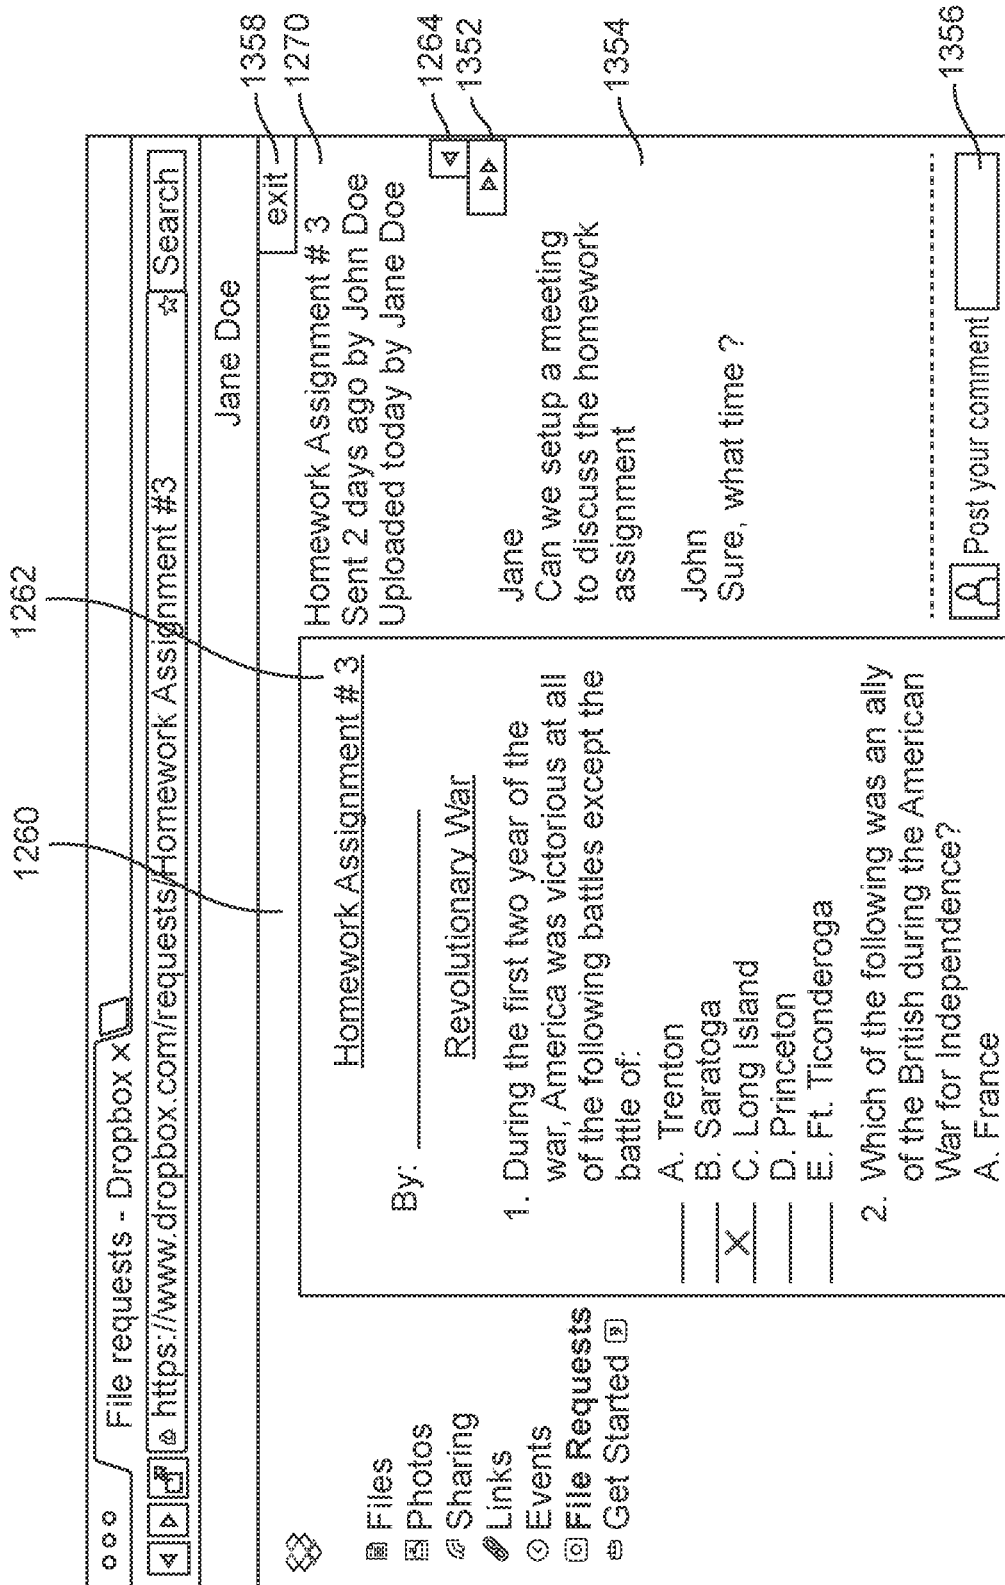 1260
1262
File requests - Dropbox x
https://www.dropbox.com/requests/Homework Assignment #3
Search
Jane Doe
exit
1358
1270
1264
1352
1354
1356
Files
Photos
Sharing
Links
Events
File Requests
Get Started
Homework Assignment # 3
By:
Revolutionary War
1. During the first two year of the
war, America was victorious at all
of the following battles except the
battle of:
A. Trenton
B. Saratoga
X C. Long Island
D. Princeton
E. Ft. Ticonderoga
2. Which of the following was an ally
of the British during the American
War for Independence?
A. France
Homework Assignment # 3
Sent 2 days ago by John Doe
Uploaded today by Jane Doe
Jane
Can we setup a meeting
to discuss the homework
assignment
John
Sure, what time ?
Post your comment